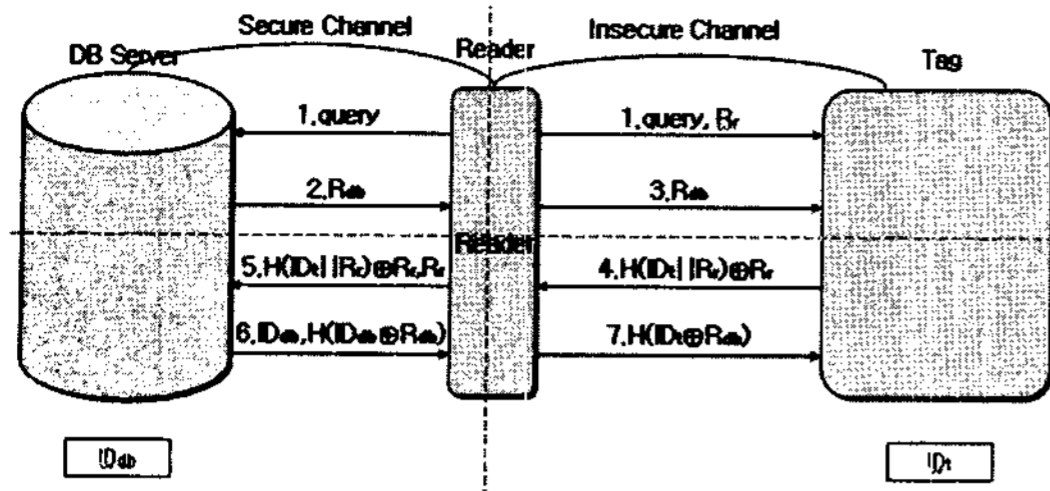 Secure Channel
Insecure Channel
DB Server
Reader
Tag
1.query
1.query, Rr
2.Rdb
3.Rdb
Reader
5.H(IDt||Rr)⊕Rr,Rr
4.H(IDt||Rr)⊕Rr
6.IDdb,H(IDdb⊕Rdb)
7.H(IDt⊕Rdb)
IDdb
IDt